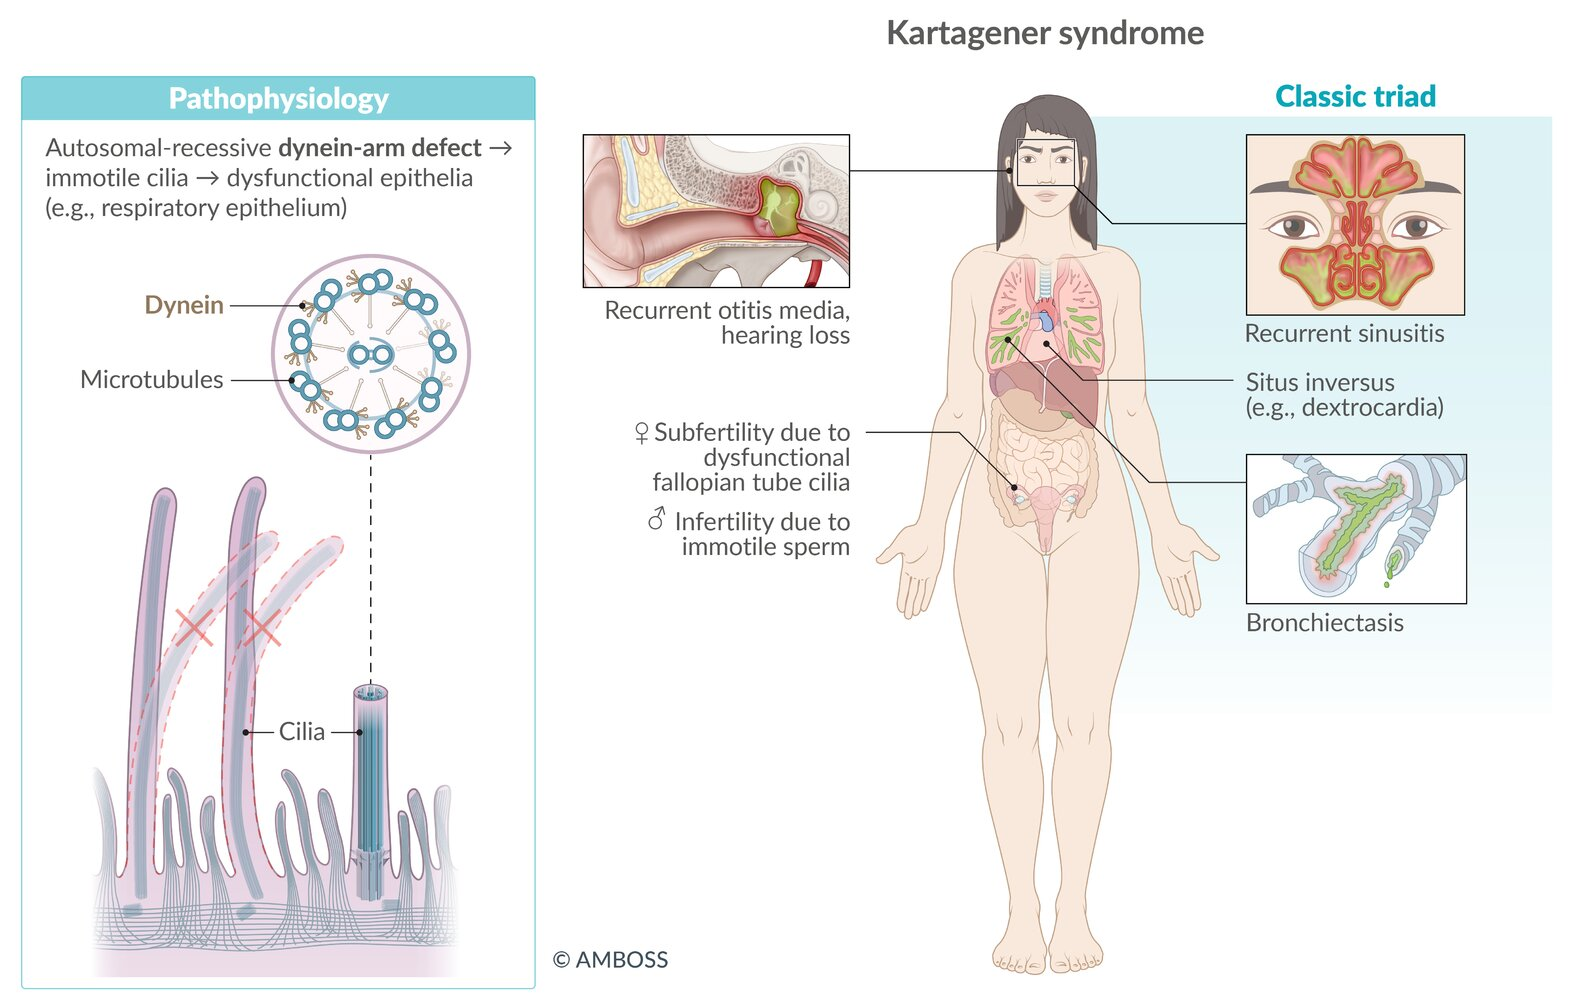 Kartagener syndrome
Pathophysiology
Autosomal-recessive dynein-arm defect →
immotile cilia → dysfunctional epithelia
(e.g., respiratory epithelium)
Dynein
Microtubules
Cilia
Recurrent otitis media,
hearing loss
♀ Subfertility due to
dysfunctional
fallopian tube cilia
♂ Infertility due to
immotile sperm
Classic triad
Recurrent sinusitis
Situs inversus
(e.g., dextrocardia)
Bronchiectasis
© AMBOSS